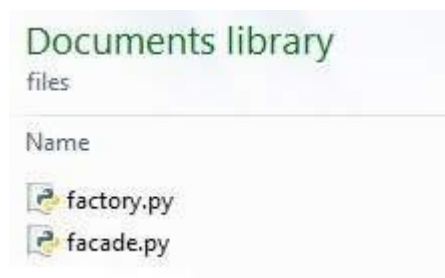 Documents library
files
Name
factory.py
facade.py